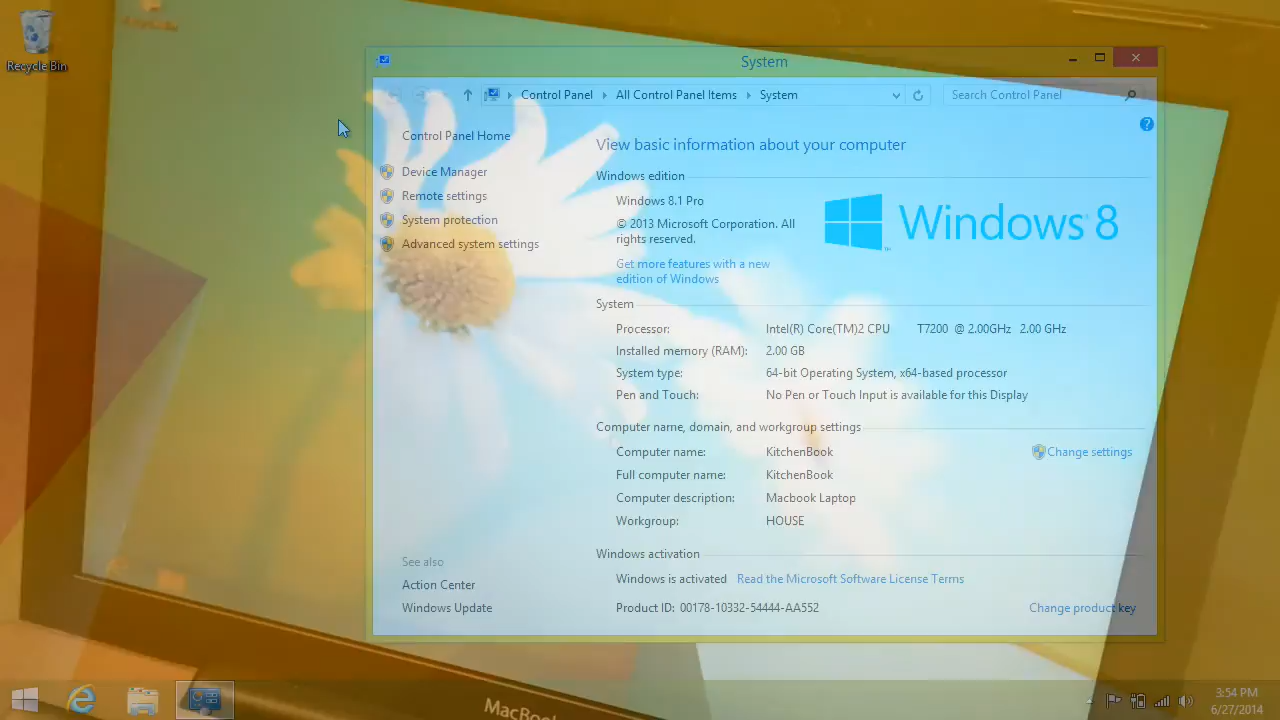 Recycle Bin
System
Control Panel
All Control Panel Items
System
Search Control Panel
Control Panel Home
Device Manager
Remote settings
System protection
Advanced system settings
See also
Action Center
Windows Update
View basic information about your computer
Windows edition
Windows 8.1 Pro
© 2013 Microsoft Corporation. All
rights reserved.
Get more features with a new
edition of Windows
Windows 8
System
Processor: Intel(R) Core(TM)2 CPU T7200 @ 2.00GHz 2.00 GHz
Installed memory (RAM): 2.00 GB
System type: 64-bit Operating System, x64-based processor
Pen and Touch: No Pen or Touch Input is available for this Display
Computer name, domain, and workgroup settings
Computer name: KitchenBook
Change settings
Full computer name: KitchenBook
Computer description: Macbook Laptop
Workgroup: HOUSE
Windows activation
Windows is activated Read the Microsoft Software License Terms
Product ID: 00178-10332-54444-AA552
Change product key
MacBook
3:54 PM
6/27/2014